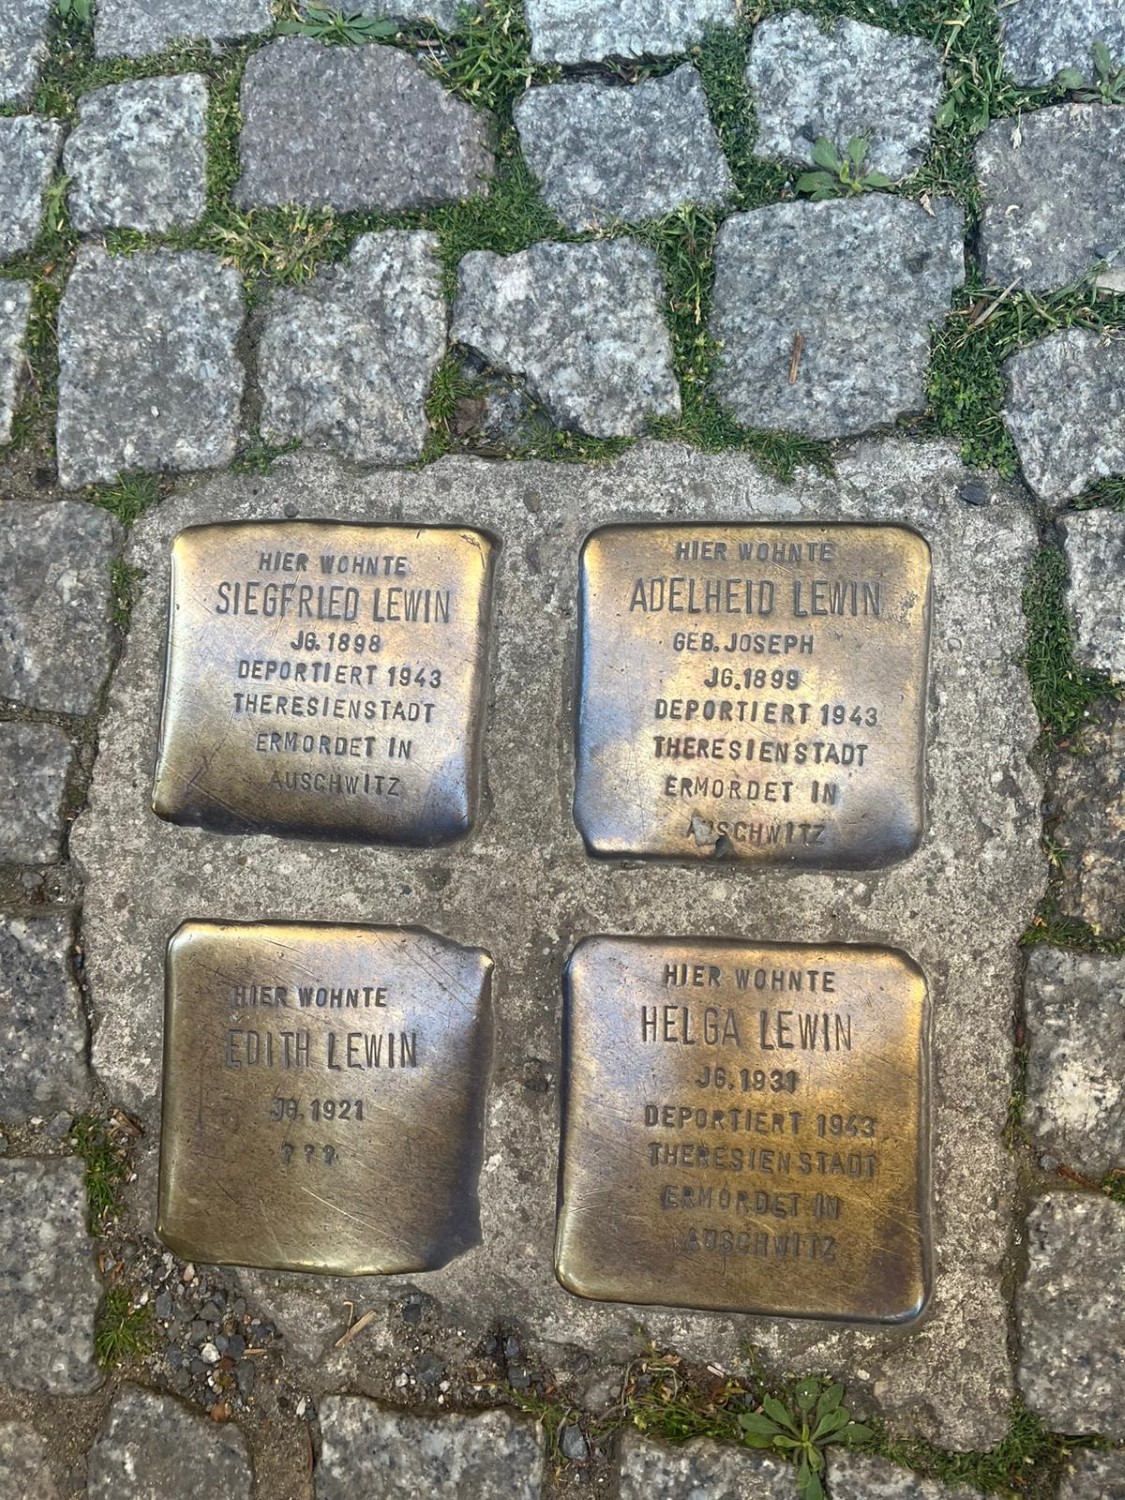 HIER WOHNTE
SIEGFRIED LEWIN
JG. 1898
DEPORTIERT 1943
THERESIENSTADT
ERMORDET IN
AUSCHWITZ
HIER WOHNTE
ADELHEID LEWIN
GEB. JOSEPH
JG. 1899
DEPORTIERT 1943
THERESIENSTADT
ERMORDET IN
AUSCHWITZ
HIER WOHNTE
EDITH LEWIN
JG. 1921
???
HIER WOHNTE
HELGA LEWIN
JG. 1931
DEPORTIERT 1943
THERESIENSTADT
ERMORDET IN
AUSCHWITZ